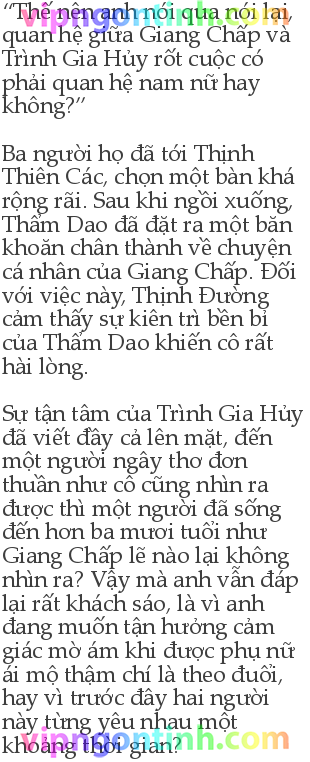 “Thế nên anh nói qua nói lại,
quan hệ giữa Giang Chấp và
Trình Gia Hủy rốt cuộc có
phải quan hệ nam nữ hay
không?”
Ba người họ đã tới Thịnh
Thiên Các, chọn một bàn khá
rộng rãi. Sau khi ngồi xuống,
Thẩm Dao đã đặt ra một băn
khoăn chân thành về chuyện
cá nhân của Giang Chấp. Đối
với việc này, Thịnh Đường
cảm thấy sự kiên trì bền bỉ
của Thẩm Dao khiến cô rất
hài lòng.
Sự tận tâm của Trình Gia Hủy
đã viết đầy cả lên mặt, đến
một người ngây thơ đơn
thuần như cô cũng nhìn ra
được thì một người đã sống
đến hơn ba mươi tuổi như
Giang Chấp lẽ nào lại không
nhìn ra? Vậy mà anh vẫn đáp
lại rất khách sáo, là vì anh
đang muốn tận hưởng cảm
giác mờ ám khi được phụ nữ
ái mộ thậm chí là theo đuổi,
hay vì trước đây hai người
này từng yêu nhau một
khoảng thời gian?
vipngontinh.com
vipngontinh.com